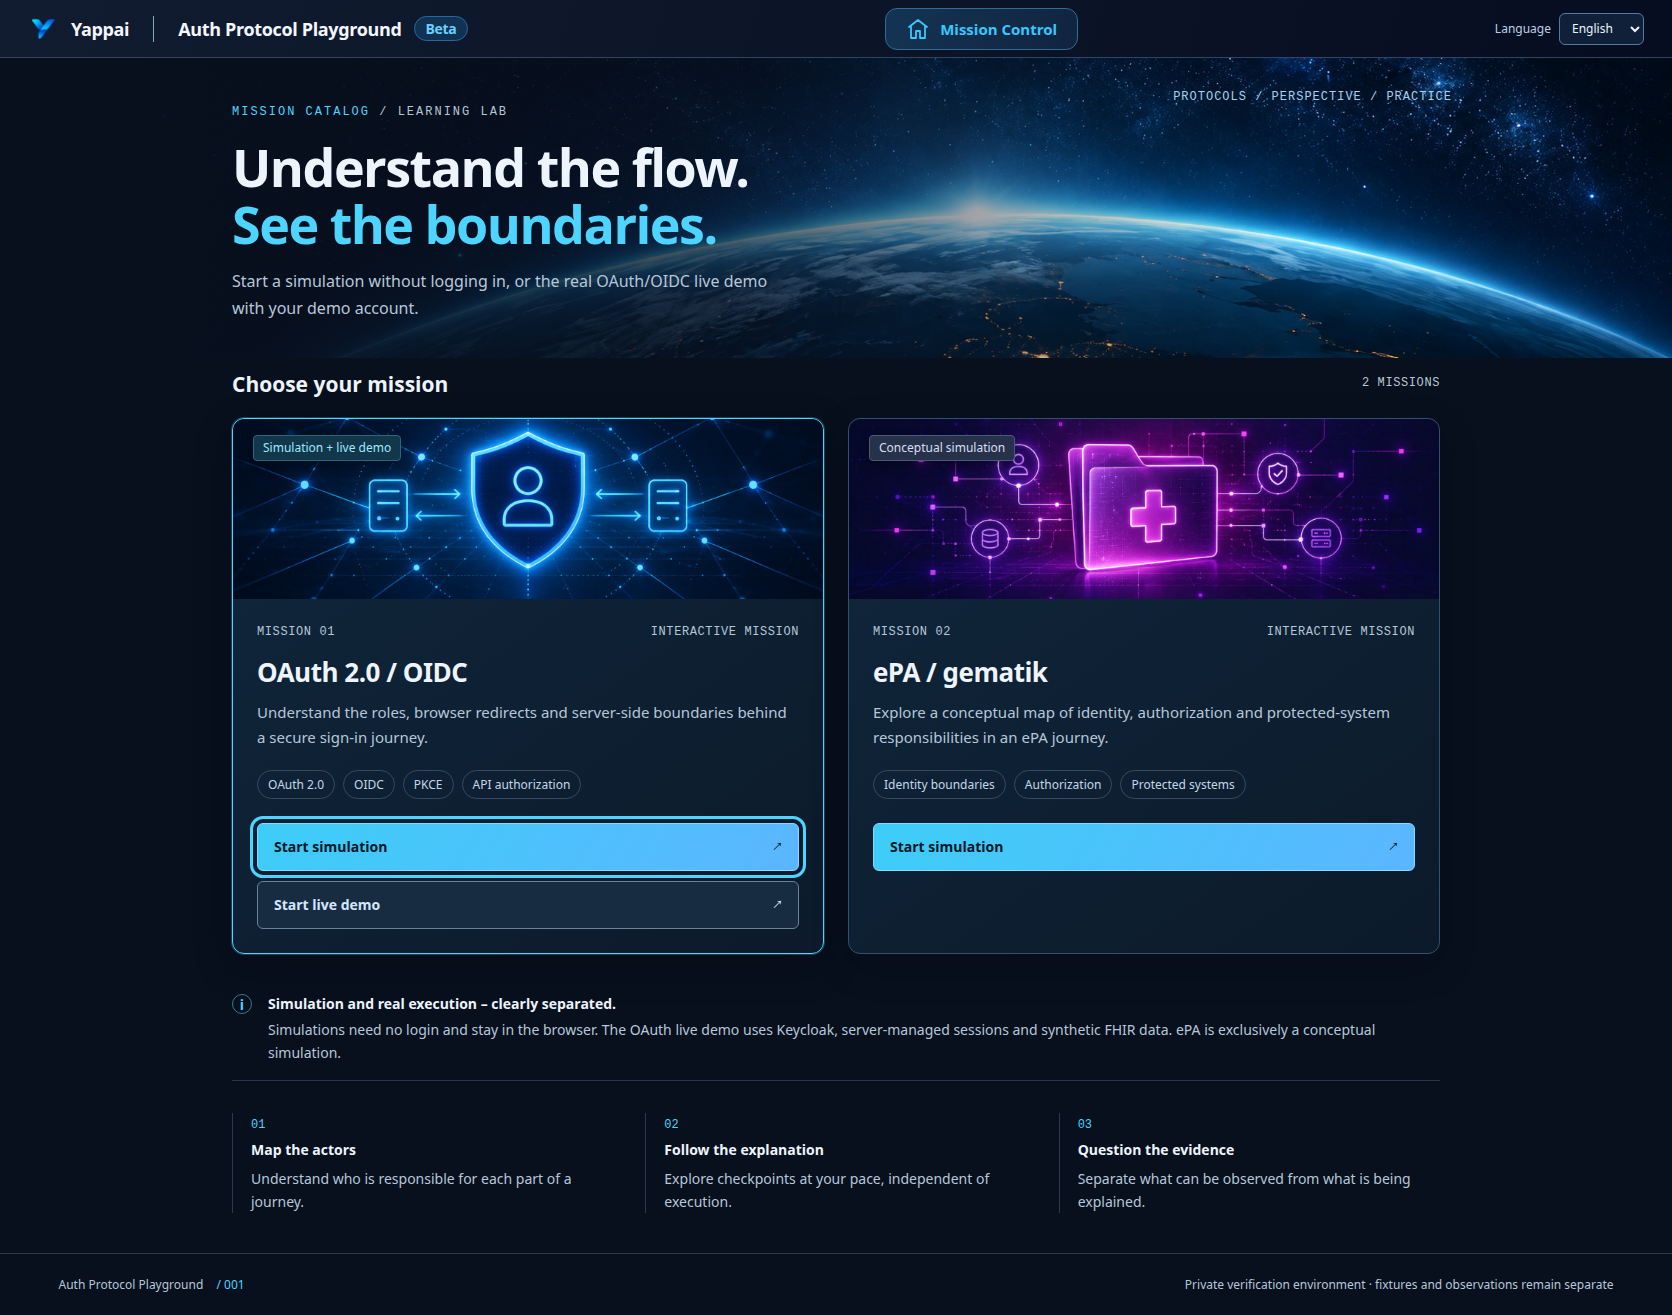 Yappai
Auth Protocol Playground
Beta
Mission Control
Language
English
MISSION CATALOG / LEARNING LAB
PROTOCOLS / PERSPECTIVE / PRACTICE
Understand the flow.
See the boundaries.
Start a simulation without logging in, or the real OAuth/OIDC live demo
with your demo account.
Choose your mission
2 MISSIONS
Simulation + live demo
MISSION 01
INTERACTIVE MISSION
OAuth 2.0 / OIDC
Understand the roles, browser redirects and server-side boundaries behind
a secure sign-in journey.
OAuth 2.0
OIDC
PKCE
API authorization
Start simulation ↗
Start live demo ↗
Conceptual simulation
MISSION 02
INTERACTIVE MISSION
ePA / gematik
Explore a conceptual map of identity, authorization and protected-system
responsibilities in an ePA journey.
Identity boundaries
Authorization
Protected systems
Start simulation ↗
i
Simulation and real execution – clearly separated.
Simulations need no login and stay in the browser. The OAuth live demo uses Keycloak, server-managed sessions and synthetic FHIR data. ePA is exclusively a conceptual
simulation.
01
Map the actors
Understand who is responsible for each part of a
journey.
02
Follow the explanation
Explore checkpoints at your pace, independent of
execution.
03
Question the evidence
Separate what can be observed from what is being
explained.
Auth Protocol Playground / 001
Private verification environment · fixtures and observations remain separate